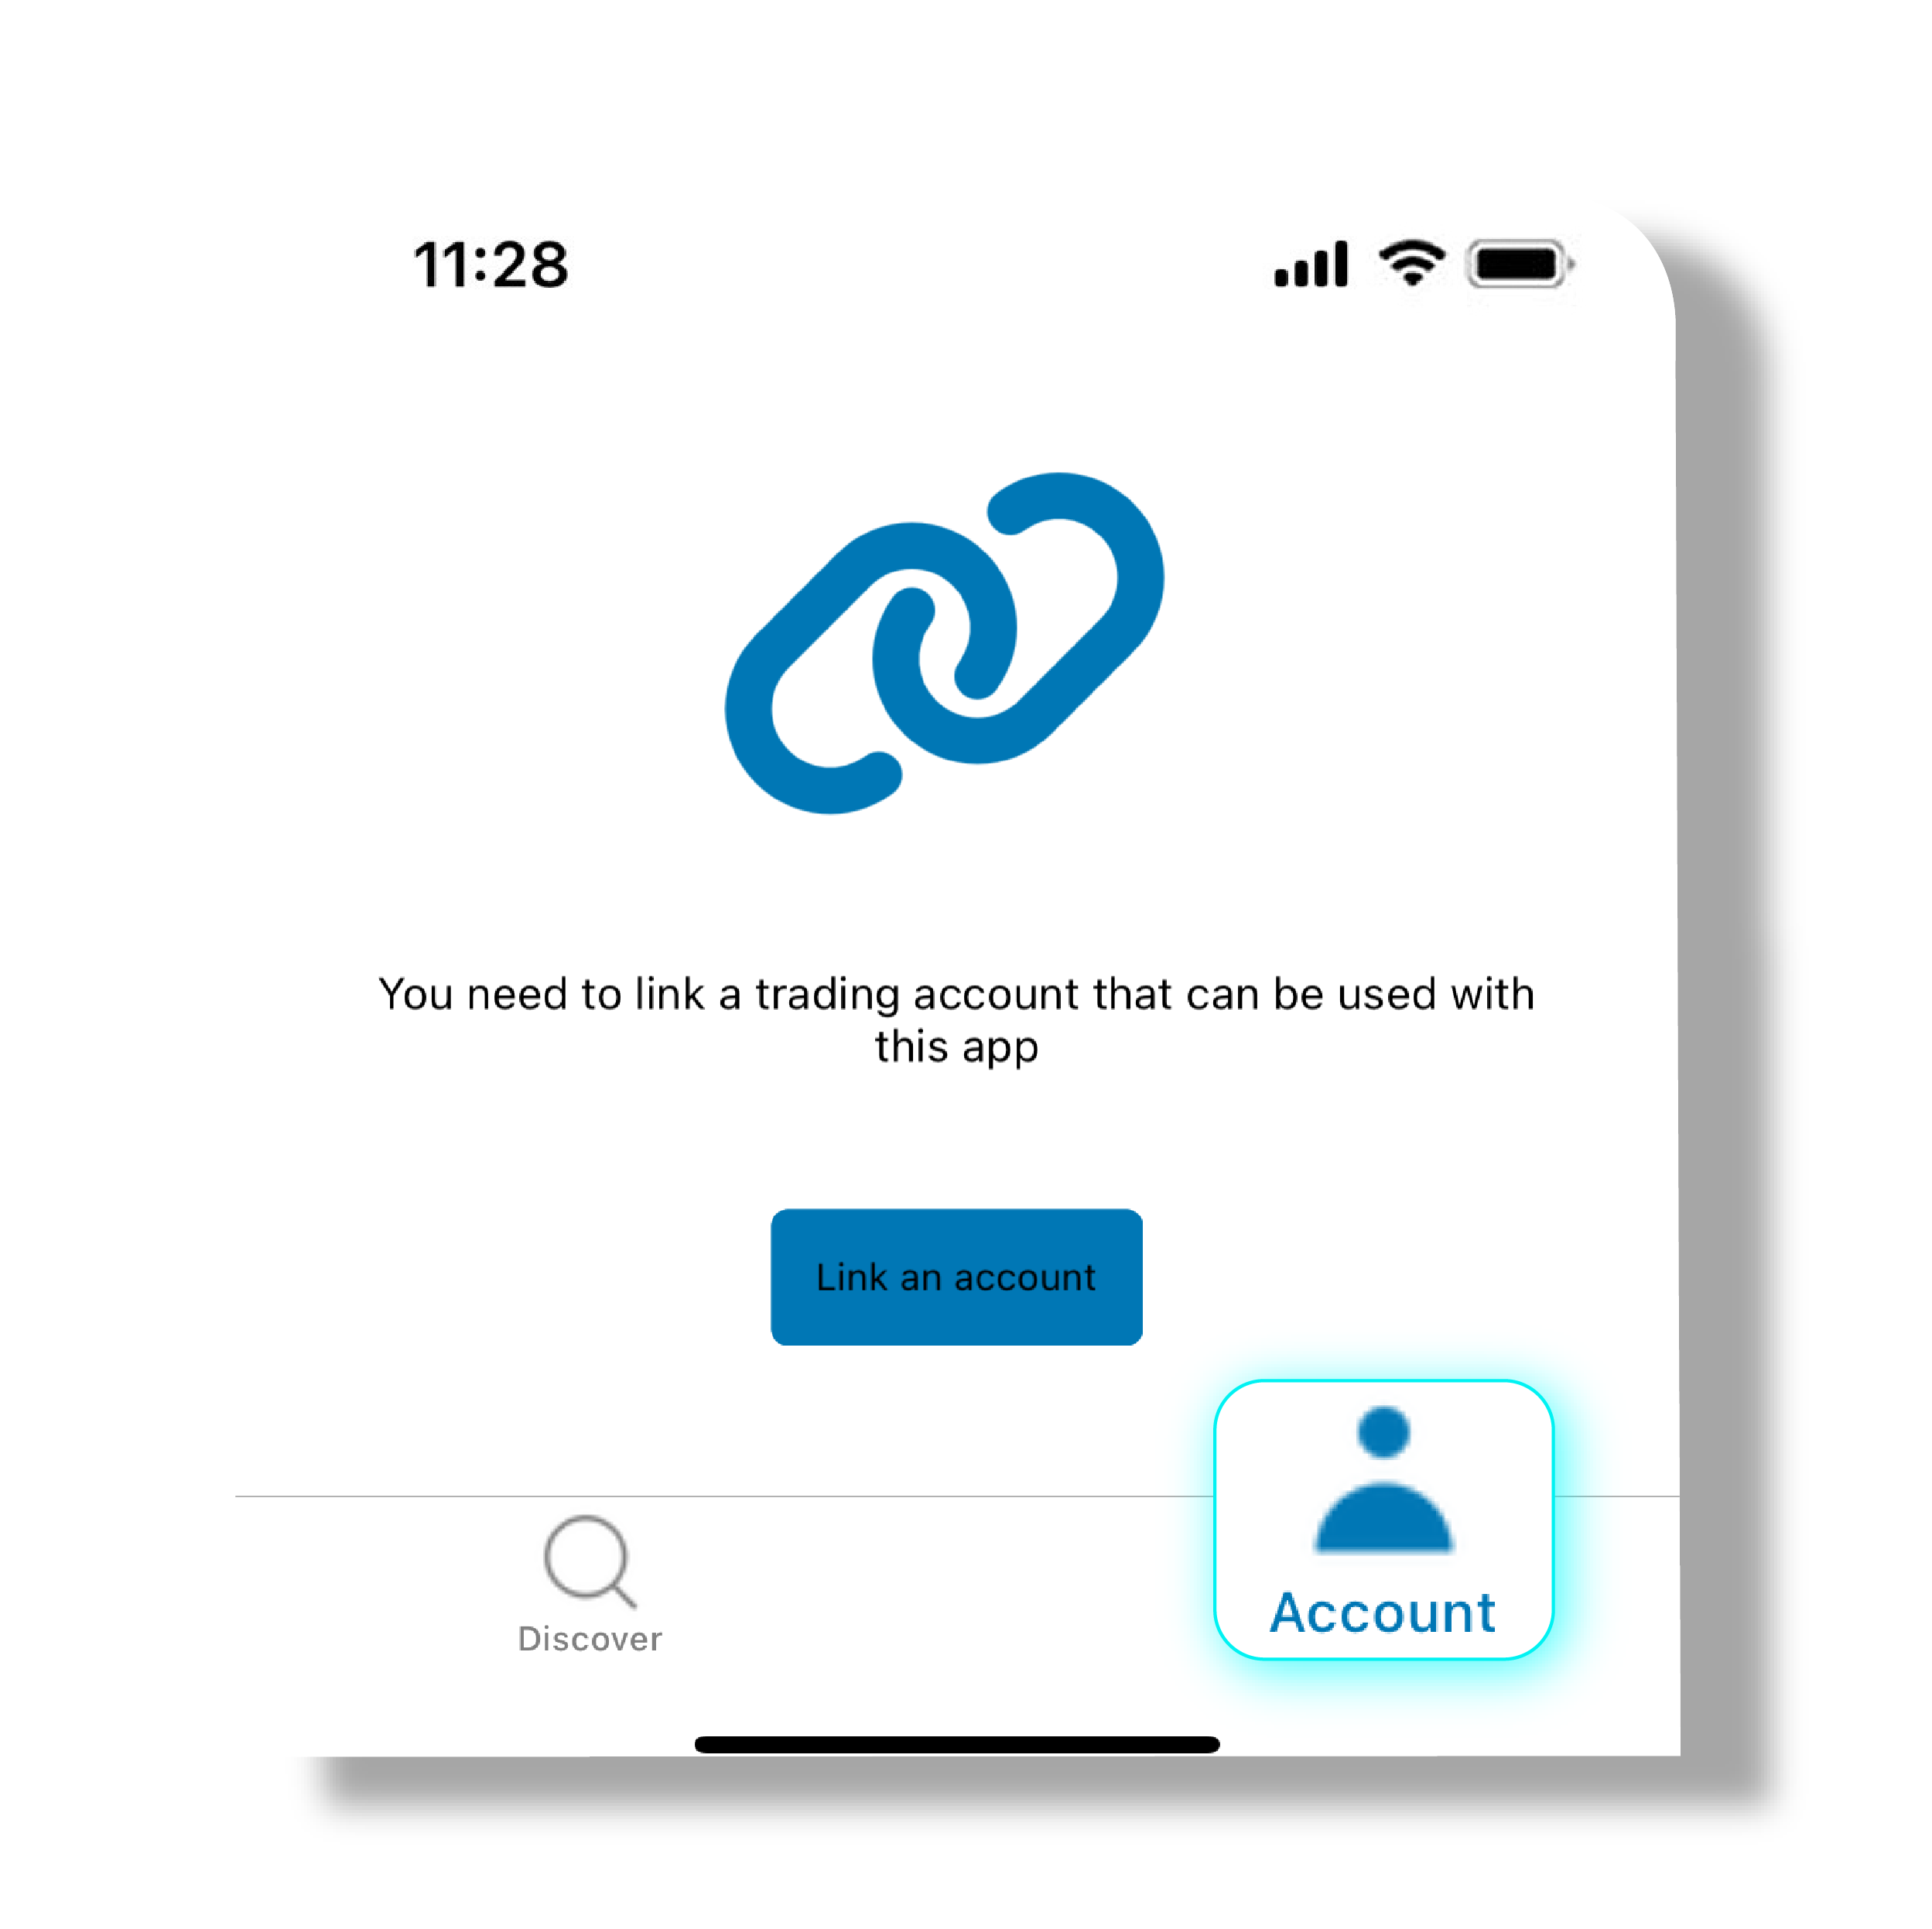 11:28
You need to link a trading account that can be used with
this app
Link an account
Discover
Account